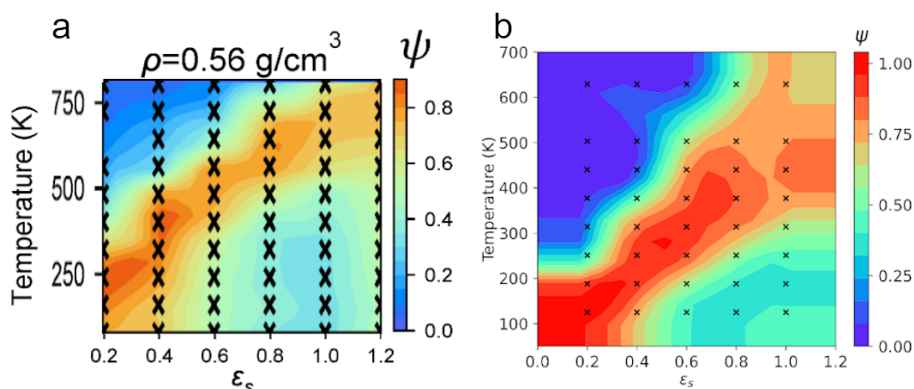 a
ρ=0.56 g/cm³
ψ
Temperature (K)
750
500
250
0.2 0.4 0.6 0.8 1.0 1.2
εs
0.8
0.6
0.4
0.2
0.0
b
ψ
Temperature (K)
700
600
500
400
300
200
100
0.0 0.2 0.4 0.6 0.8 1.0 1.2
εs
1.00
0.75
0.50
0.25
0.00